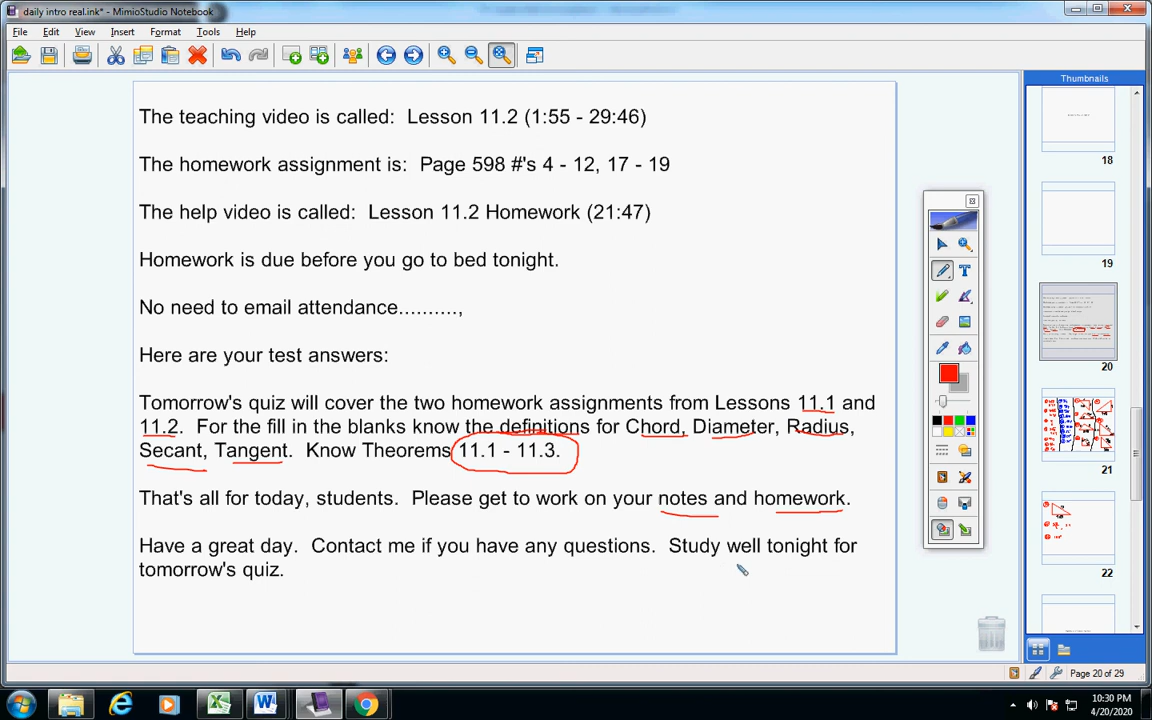 daily intro real.ink* - MimioStudio Notebook
File Edit View Insert Format Tools Help
Thumbnails
The teaching video is called: Lesson 11.2 (1:55 - 29:46)
The homework assignment is: Page 598 #'s 4 - 12, 17 - 19
The help video is called: Lesson 11.2 Homework (21:47)
Homework is due before you go to bed tonight.
No need to email attendance..........,
Here are your test answers:
Tomorrow's quiz will cover the two homework assignments from Lessons 11.1 and
11.2. For the fill in the blanks know the definitions for Chord, Diameter, Radius,
Secant, Tangent. Know Theorems 11.1 - 11.3.
That's all for today, students. Please get to work on your notes and homework.
Have a great day. Contact me if you have any questions. Study well tonight for
tomorrow's quiz.
18
19
20
21
22
T
Page 20 of 29
10:30 PM
4/20/2020